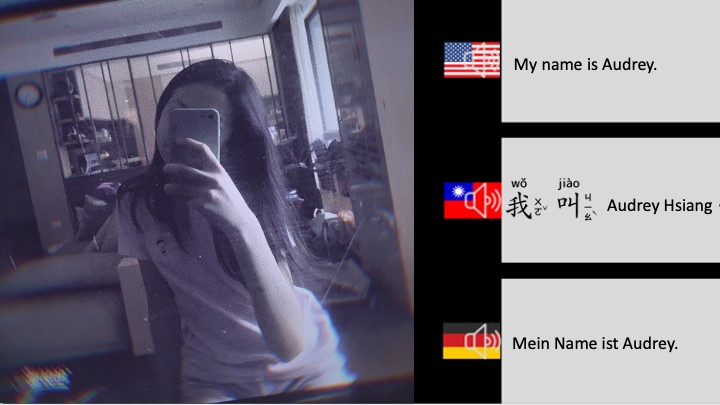 My name is Audrey.
wǒ jiào
我ㄨㄛˇ 叫ㄐㄧㄠˋ Audrey Hsiang
Mein Name ist Audrey.